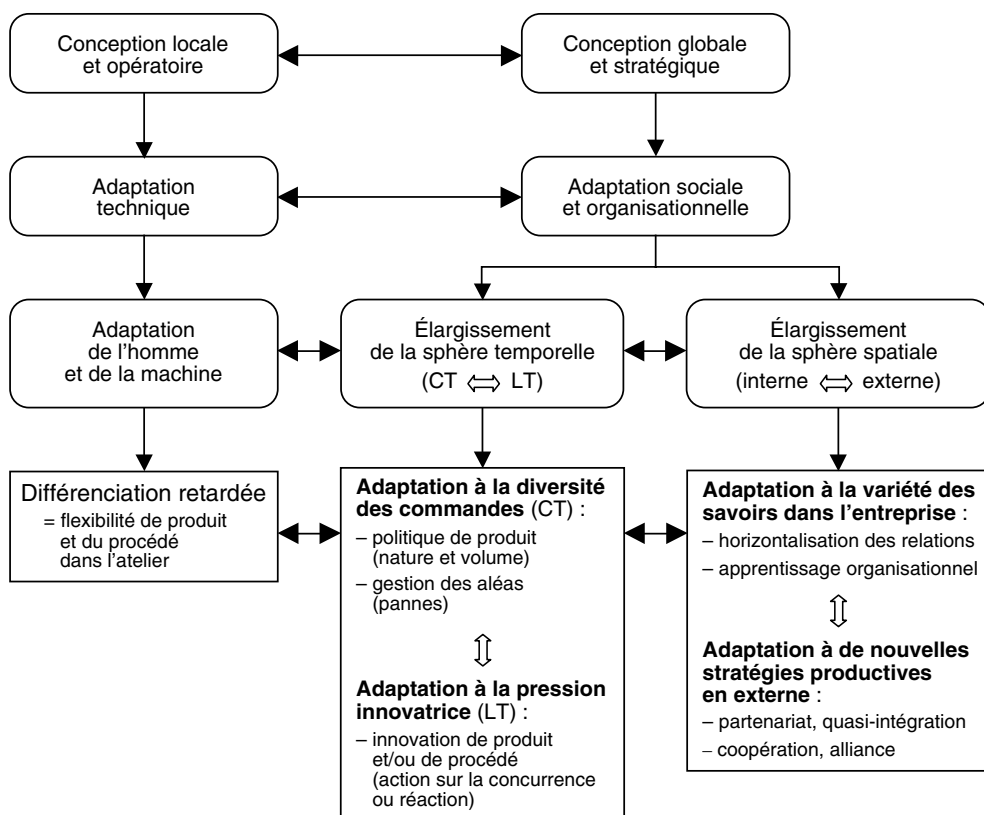 Conception locale
et opératoire
Conception globale
et stratégique
Adaptation
technique
Adaptation sociale
et organisationnelle
Adaptation
de l’homme
et de la machine
Élargissement
de la sphère temporelle
(CT ⇔ LT)
Élargissement
de la sphère spatiale
(interne ⇔ externe)
Différenciation retardée
= flexibilité de produit
et du procédé
dans l’atelier
Adaptation à la diversité
des commandes (CT) :
– politique de produit
(nature et volume)
– gestion des aléas
(pannes)
Adaptation à la pression
innovatrice (LT) :
– innovation de produit
et/ou de procédé
(action sur la concurrence
ou réaction)
Adaptation à la variété des
savoirs dans l’entreprise :
– horizontalisation des relations
– apprentissage organisationnel
Adaptation à de nouvelles
stratégies productives
en externe :
– partenariat, quasi-intégration
– coopération, alliance